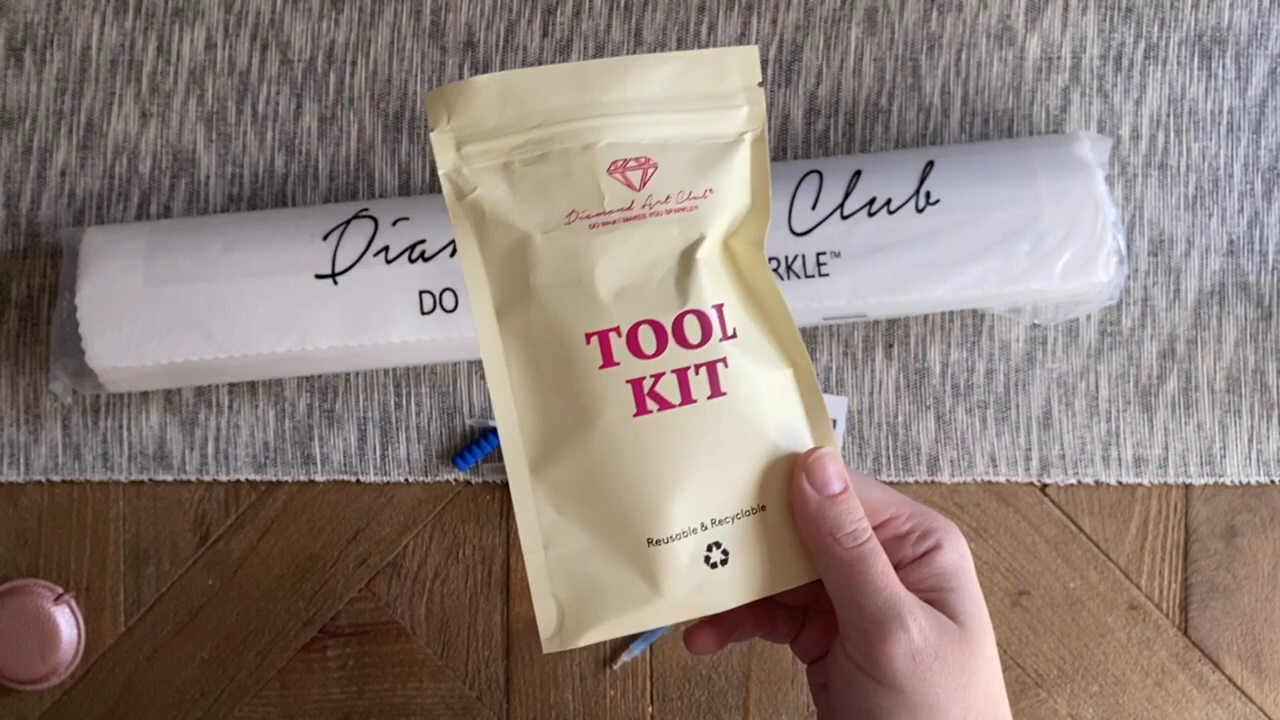 Diamond Art Club®
DO WHAT MAKES YOU SPARKLE®
TOOL
KIT
Reusable & Recyclable
Dia
Club
DO
RKLE™